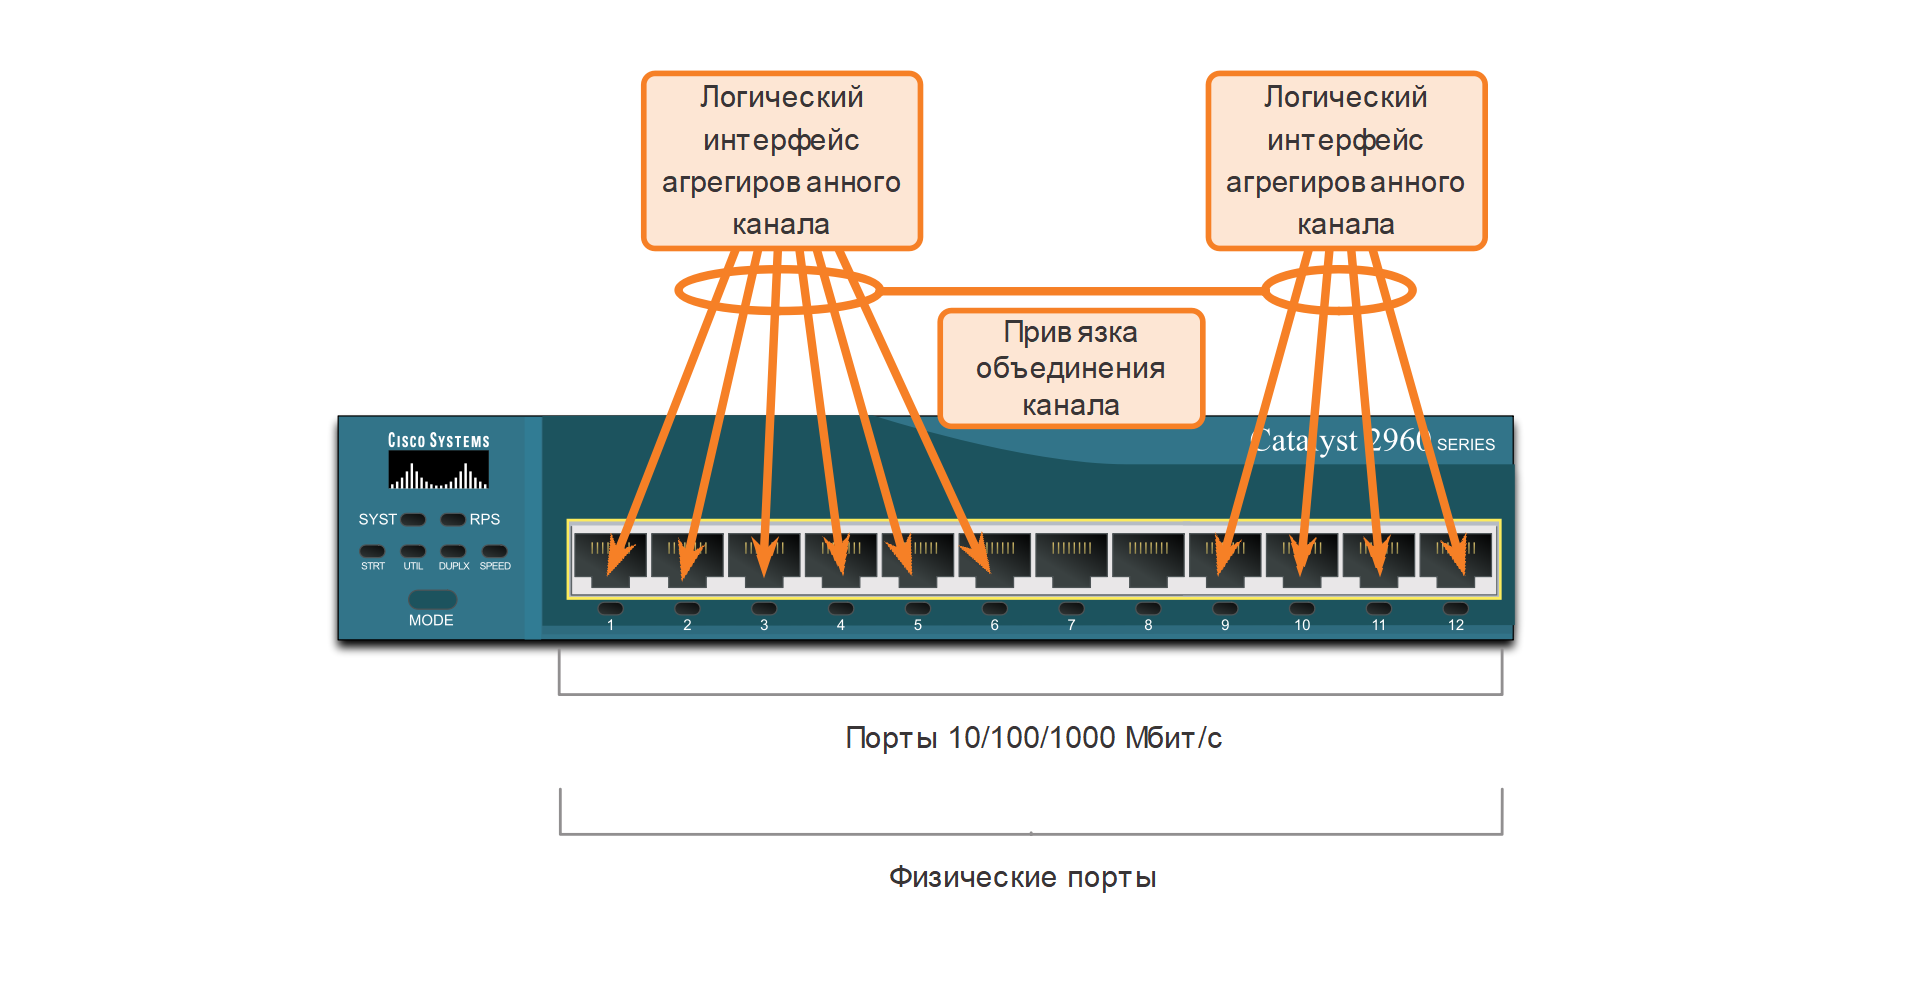 Логический
интерфейс
агрегированного
канала
Логический
интерфейс
агрегированного
канала
Привязка
объединения
канала
CISCO SYSTEMS
Catalyst 2960 SERIES
SYST RPS
STRT UTIL DUPLX SPEED
MODE
1 2 3 4 5 6 7 8 9 10 11 12
Порты 10/100/1000 Мбит/с
Физические порты